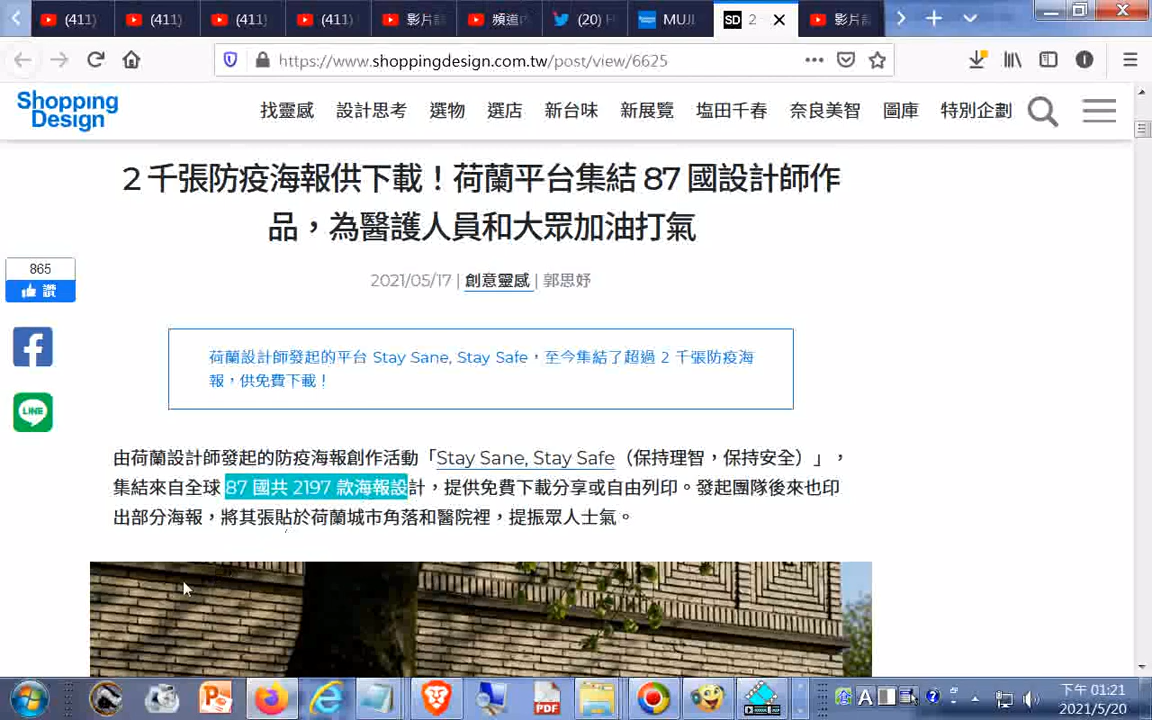 (411)
(411)
(411)
(411)
影片
頻道
(20)
MUJI
SD 2
影片
https://www.shoppingdesign.com.tw/post/view/6625
Shopping Design
找靈感 設計思考 選物 選店 新台味 新展覽 塩田千春 奈良美智 圖庫 特別企劃
2 千張防疫海報供下載！荷蘭平台集結 87 國設計師作
品，為醫護人員和大眾加油打氣
2021/05/17 | 創意靈感 | 郭思妤
865
讚
LINE
荷蘭設計師發起的平台 Stay Sane, Stay Safe，至今集結了超過 2 千張防疫海
報，供免費下載！
由荷蘭設計師發起的防疫海報創作活動「Stay Sane, Stay Safe（保持理智，保持安全）」，
集結來自全球 87 國共 2197 款海報設計，提供免費下載分享或自由列印。發起團隊後來也印
出部分海報，將其張貼於荷蘭城市角落和醫院裡，提振眾人士氣。
PDF
A
下午 01:21
2021/5/20